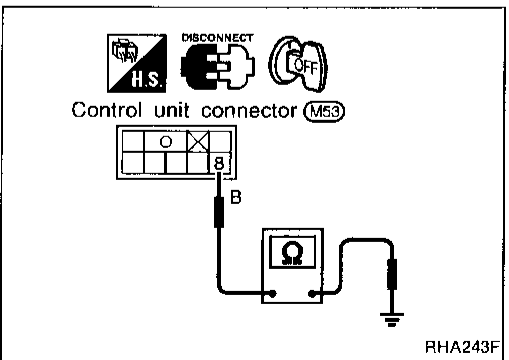 DISCONNECT
H.S.
OFF
Control unit connector M53
8
B
Ω
RHA243F